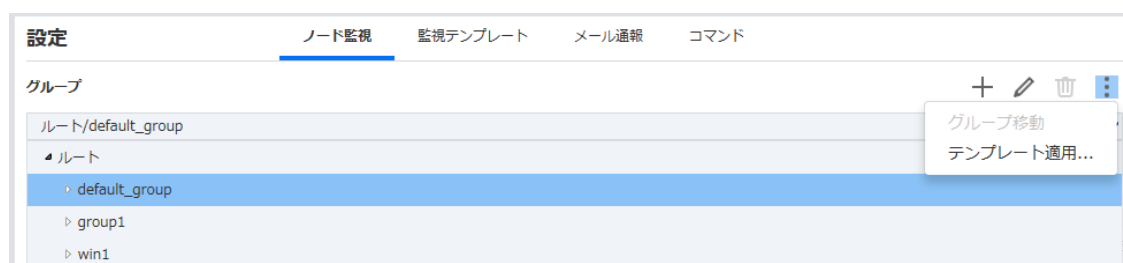 設定
ノード監視 監視テンプレート メール通報 コマンド
グループ
グループ移動
テンプレート適用...
ルート/default_group
ルート
default_group
group1
win1